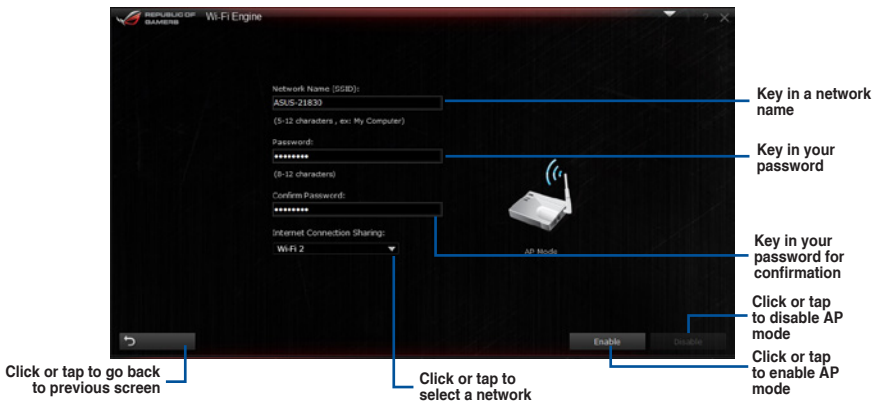 REPUBLIC OF
GAMERS
Wi-Fi Engine
?
Network Name (SSID):
ASUS-21830
(5-12 characters , ex: My Computer)
Password:
••••••••
(8-12 characters)
Confirm Password:
••••••••
Internet Connection Sharing:
Wi-Fi 2
AP Mode
Enable
Disable
Key in a network
name
Key in your
password
Key in your
password for
confirmation
Click or tap
to disable AP
mode
Click or tap
to enable AP
mode
Click or tap to
select a network
Click or tap to go back
to previous screen